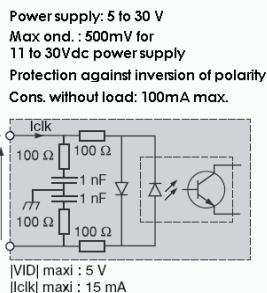 Power supply: 5 to 30 V
Max ond. : 500mV for
11 to 30Vdc power supply
Protection against inversion of polarity
Cons. without load: 100mA max.
Iclk
100 Ω
100 Ω
1 nF
1 nF
100 Ω
100 Ω
|VID| maxi : 5 V
|Iclk| maxi : 15 mA